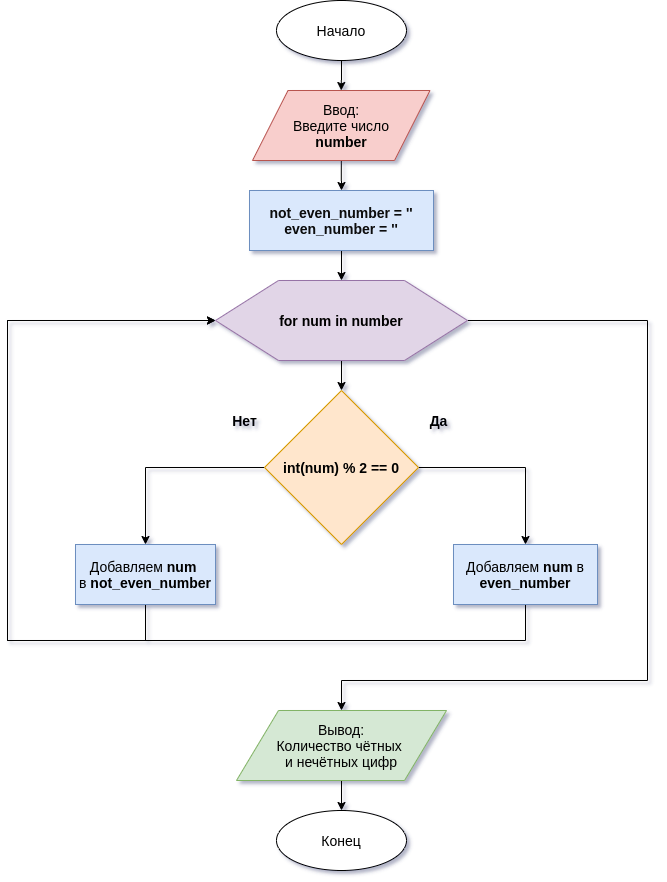 Начало
Ввод:
Введите число
number
not_even_number = ''
even_number = ''
for num in number
Нет
Да
int(num) % 2 == 0
Добавляем num
в not_even_number
Добавляем num в
even_number
Вывод:
Количество чётных
и нечётных цифр
Конец